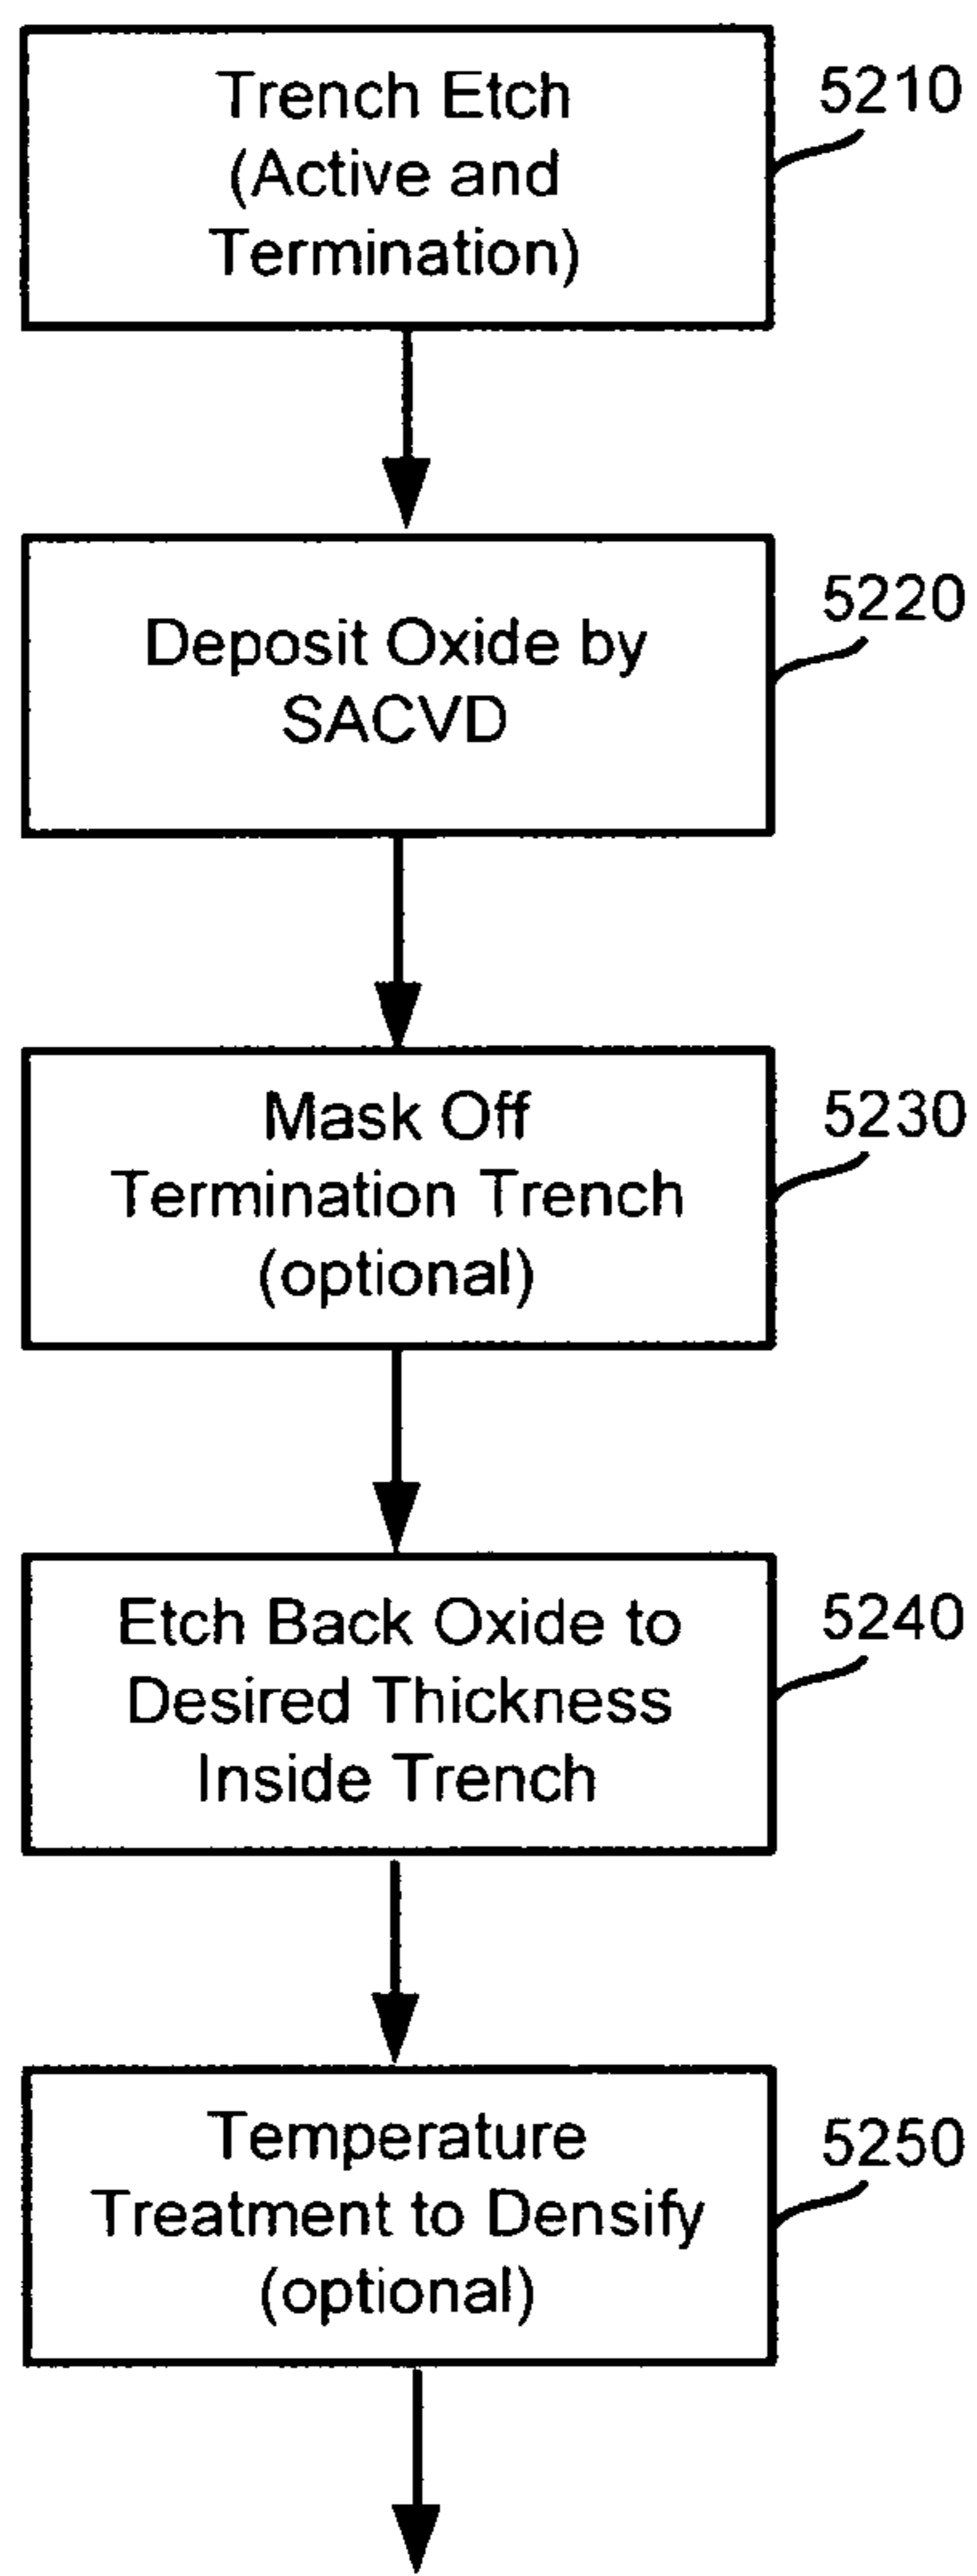 Trench Etch
(Active and
Termination)
5210
Deposit Oxide by
SACVD
5220
Mask Off
Termination Trench
(optional)
5230
Etch Back Oxide to
Desired Thickness
Inside Trench
5240
Temperature
Treatment to Densify
(optional)
5250